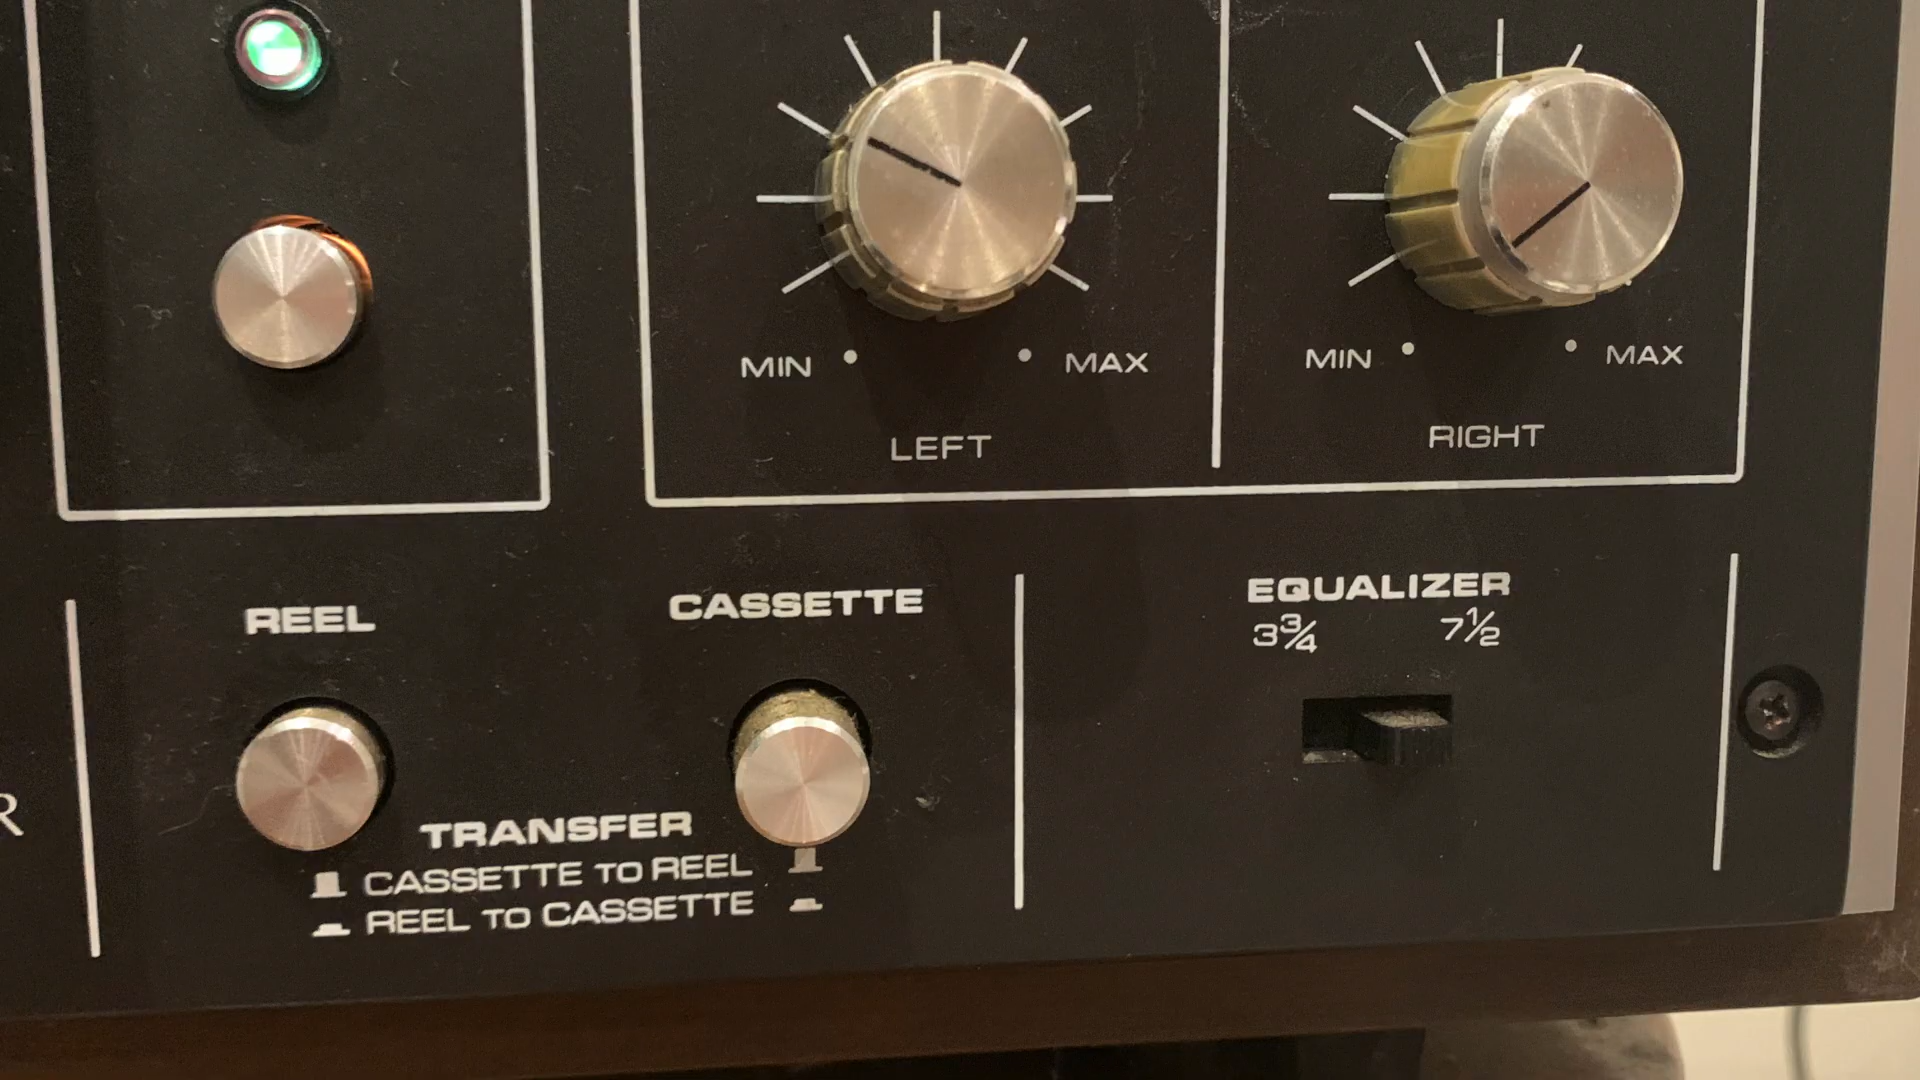 MIN MAX MIN MAX
LEFT RIGHT
REEL CASSETTE EQUALIZER
3¾ 7½
R
TRANSFER
CASSETTE TO REEL
REEL TO CASSETTE